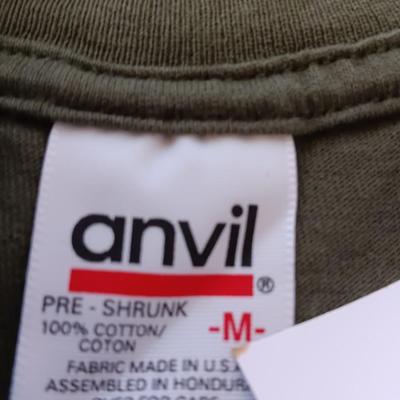 anvil®
PRE - SHRUNK
100% COTTON/
COTON
-M-
FABRIC MADE IN U.S.A
ASSEMBLED IN HONDURA